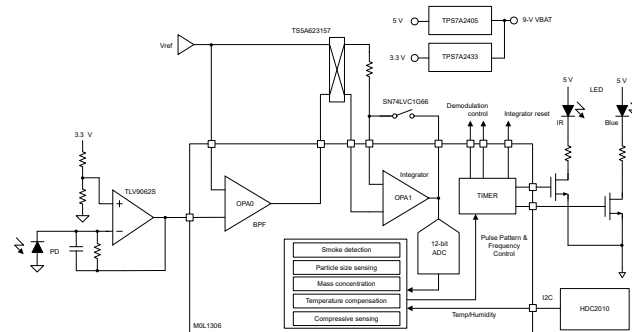 TS5A623157
5 V
TPS7A2405
9-V VBAT
Vref
3.3 V
TPS7A2433
SN74LVC1G66
5 V
LED
5 V
Demodulation
control
Integrator reset
IR
Blue
3.3 V
TLV9062S
Integrator
OPA0
OPA1
TIMER
BPF
PD
12-bit
ADC
Pulse Pattern &
Frequency
Control
Smoke detection
Particle size sensing
Mass concentration
Temperature compensation
Compressive sensing
I2C
HDC2010
Temp/Humidity
M0L1306